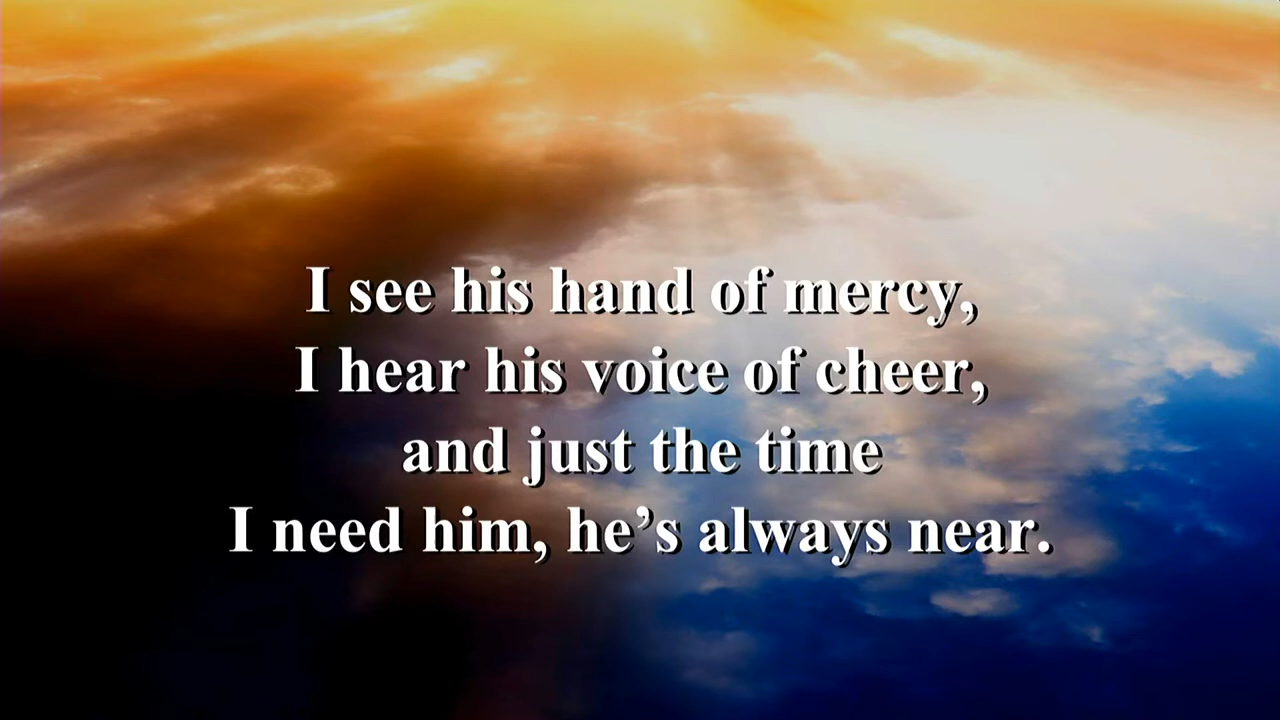 I see his hand of mercy,
I hear his voice of cheer,
and just the time
I need him, he’s always near.